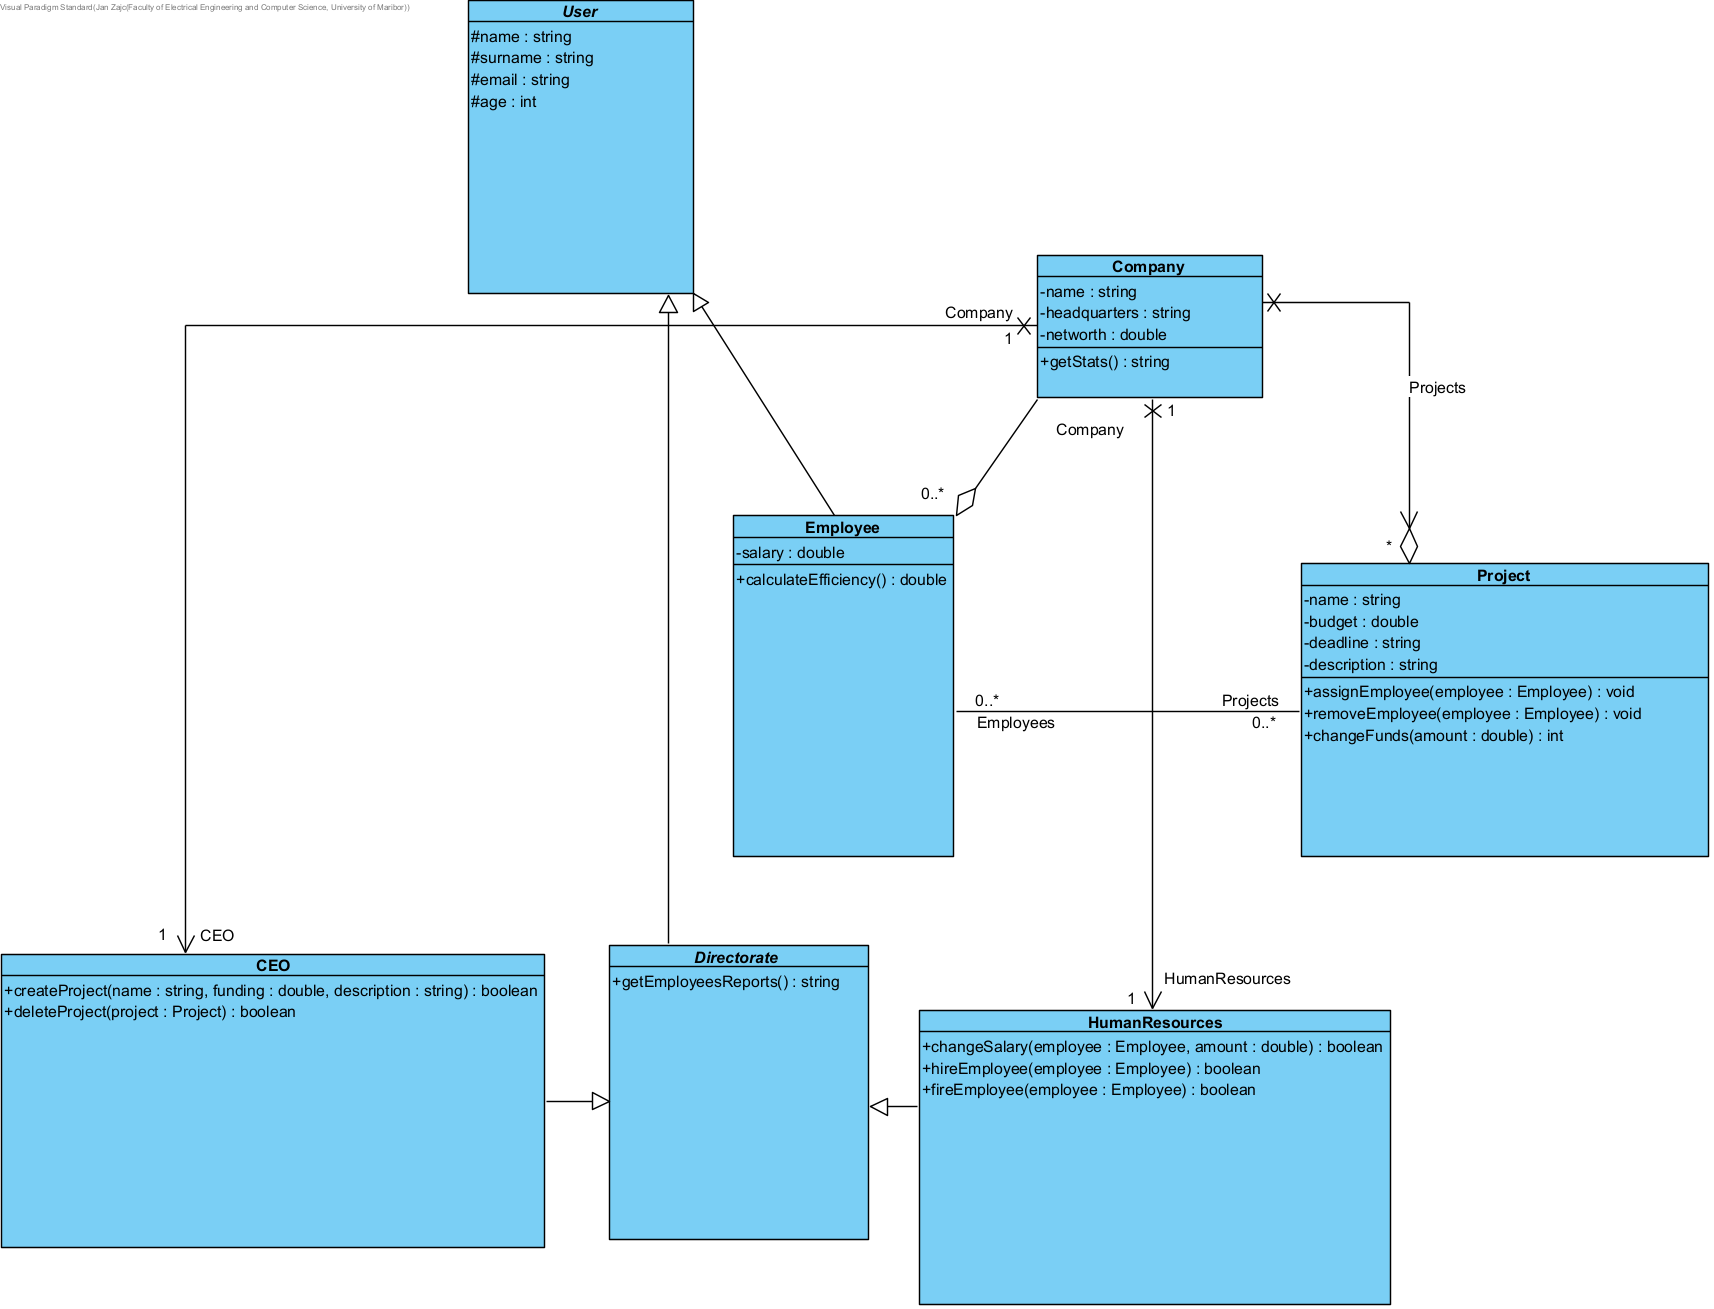 Visual Paradigm Standard(Jan Zajc(Faculty of Electrical Engineering and Computer Science, University of Maribor))
User
#name : string
#surname : string
#email : string
#age : int
Company
-name : string
-headquarters : string
-networth : double
+getStats() : string
Company
1
Projects
*
1
Company
0..*
Employee
-salary : double
+calculateEfficiency() : double
Project
-name : string
-budget : double
-deadline : string
-description : string
+assignEmployee(employee : Employee) : void
+removeEmployee(employee : Employee) : void
+changeFunds(amount : double) : int
0..*
Employees
Projects
0..*
1
CEO
CEO
+createProject(name : string, funding : double, description : string) : boolean
+deleteProject(project : Project) : boolean
Directorate
+getEmployeesReports() : string
HumanResources
1
HumanResources
+changeSalary(employee : Employee, amount : double) : boolean
+hireEmployee(employee : Employee) : boolean
+fireEmployee(employee : Employee) : boolean